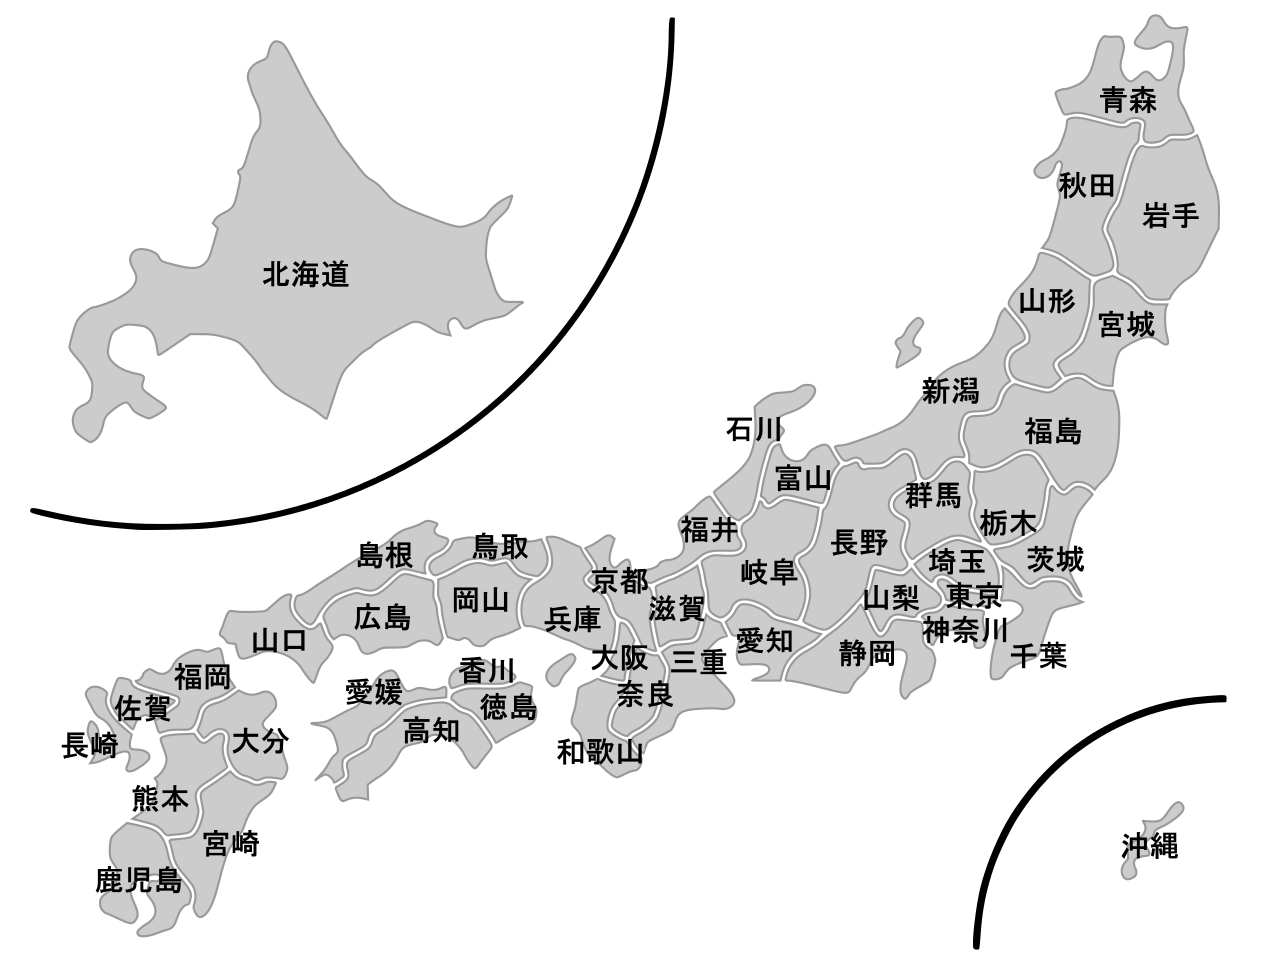 青森
秋田
岩手
北海道
山形
宮城
新潟
石川
福島
富山
群馬
福井
栃木
長野
鳥取
島根
茨城
埼玉
岐阜
京都
山梨
東京
岡山
滋賀
広島
兵庫
神奈川
山口
愛知
静岡
千葉
大阪
三重
香川
福岡
愛媛
奈良
徳島
佐賀
高知
大分
長崎
和歌山
熊本
宮崎
沖縄
鹿児島